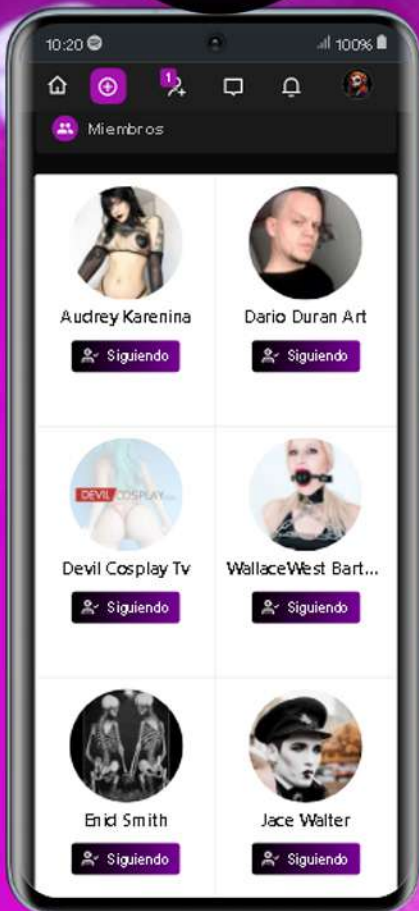 10:20
100%
1
Miembros
Audrey Karenina
Dario Duran Art
Siguiendo
Siguiendo
DEVIL COSPLAY
Devil Cosplay Tv
WallaceWest Bart...
Siguiendo
Siguiendo
Enid Smith
Jace Walter
Siguiendo
Siguiendo